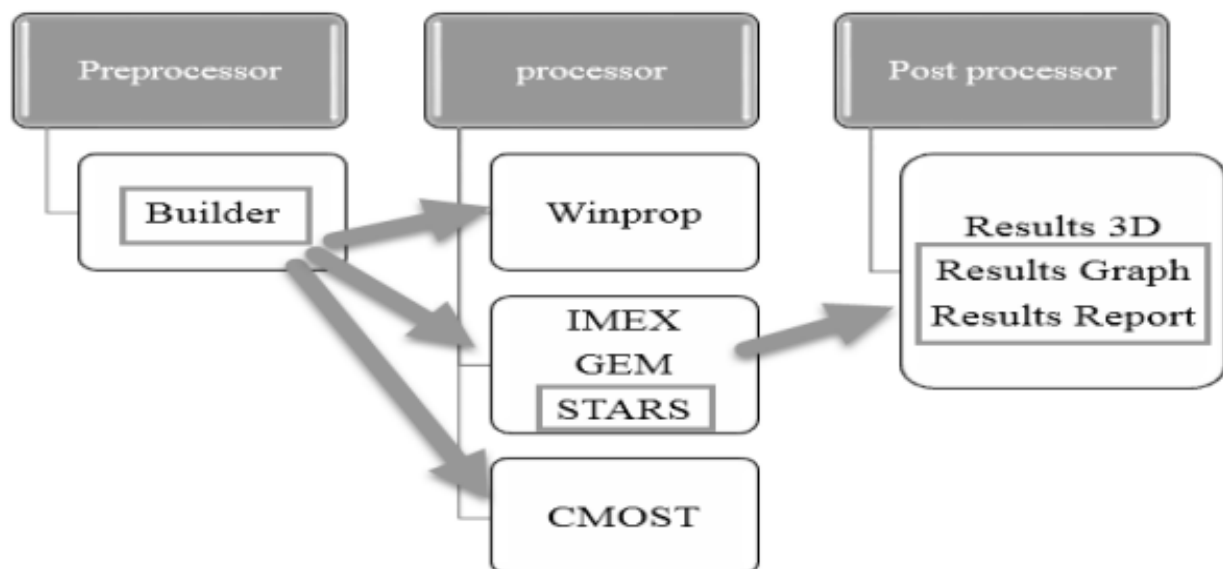 Preprocessor
processor
Post processor
Builder
Winprop
IMEX
GEM
STARS
CMOST
Results 3D
Results Graph
Results Report